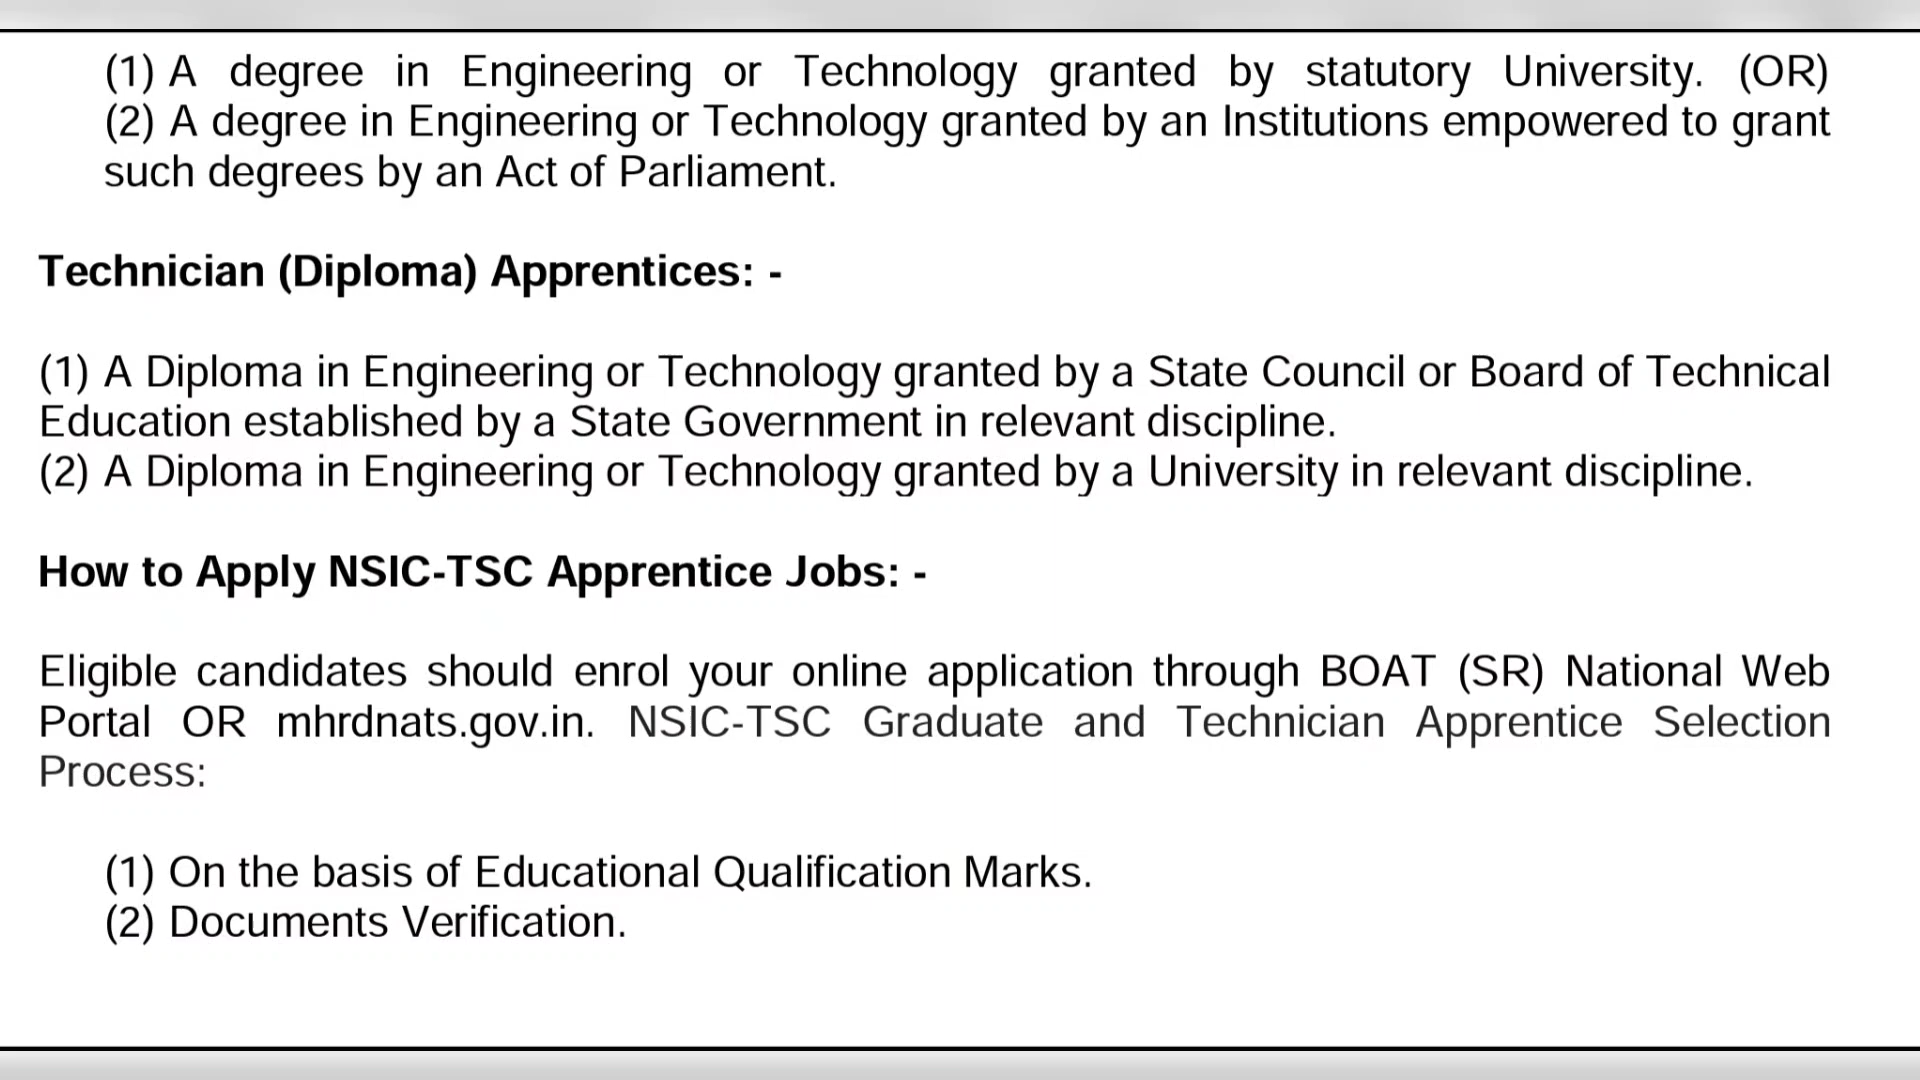 (1) A degree in Engineering or Technology granted by statutory University. (OR)
(2) A degree in Engineering or Technology granted by an Institutions empowered to grant
such degrees by an Act of Parliament.
Technician (Diploma) Apprentices: -
(1) A Diploma in Engineering or Technology granted by a State Council or Board of Technical
Education established by a State Government in relevant discipline.
(2) A Diploma in Engineering or Technology granted by a University in relevant discipline.
How to Apply NSIC-TSC Apprentice Jobs: -
Eligible candidates should enrol your online application through BOAT (SR) National Web
Portal OR mhrdnats.gov.in. NSIC-TSC Graduate and Technician Apprentice Selection
Process:
(1) On the basis of Educational Qualification Marks.
(2) Documents Verification.